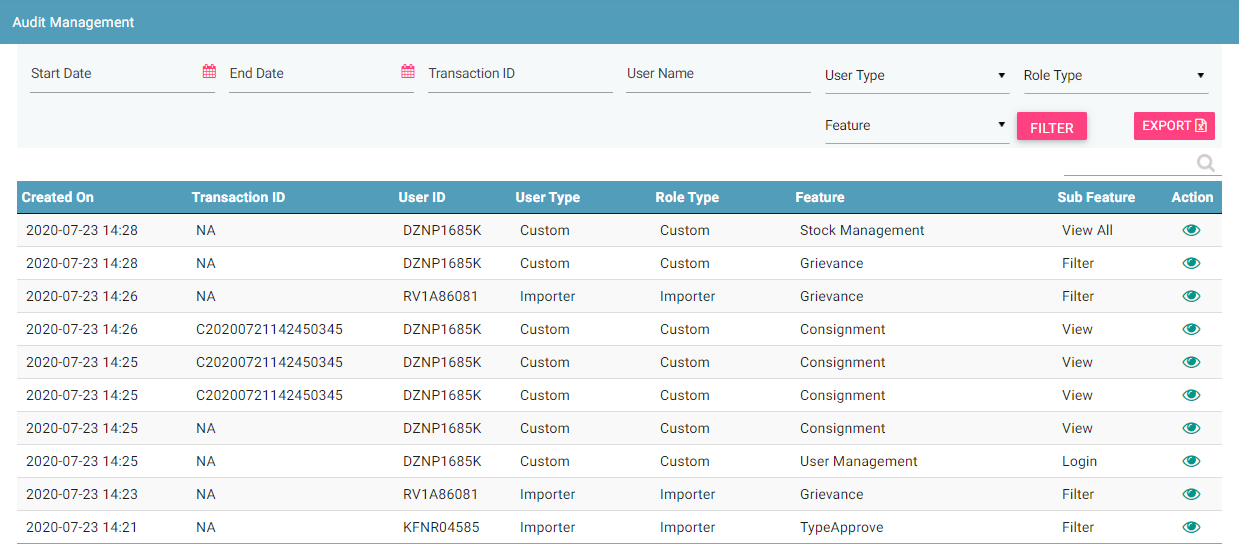 Audit Management
Start Date End Date Transaction ID User Name User Type Role Type
Feature FILTER EXPORT
Created On Transaction ID User ID User Type Role Type Feature Sub Feature Action
2020-07-23 14:28 NA DZNP1685K Custom Custom Stock Management View All
2020-07-23 14:28 NA DZNP1685K Custom Custom Grievance Filter
2020-07-23 14:26 NA RV1A86081 Importer Importer Grievance Filter
2020-07-23 14:26 C20200721142450345 DZNP1685K Custom Custom Consignment View
2020-07-23 14:25 C20200721142450345 DZNP1685K Custom Custom Consignment View
2020-07-23 14:25 C20200721142450345 DZNP1685K Custom Custom Consignment View
2020-07-23 14:25 NA DZNP1685K Custom Custom Consignment View
2020-07-23 14:25 NA DZNP1685K Custom Custom User Management Login
2020-07-23 14:23 NA RV1A86081 Importer Importer Grievance Filter
2020-07-23 14:21 NA KFNR04585 Importer Importer TypeApprove Filter